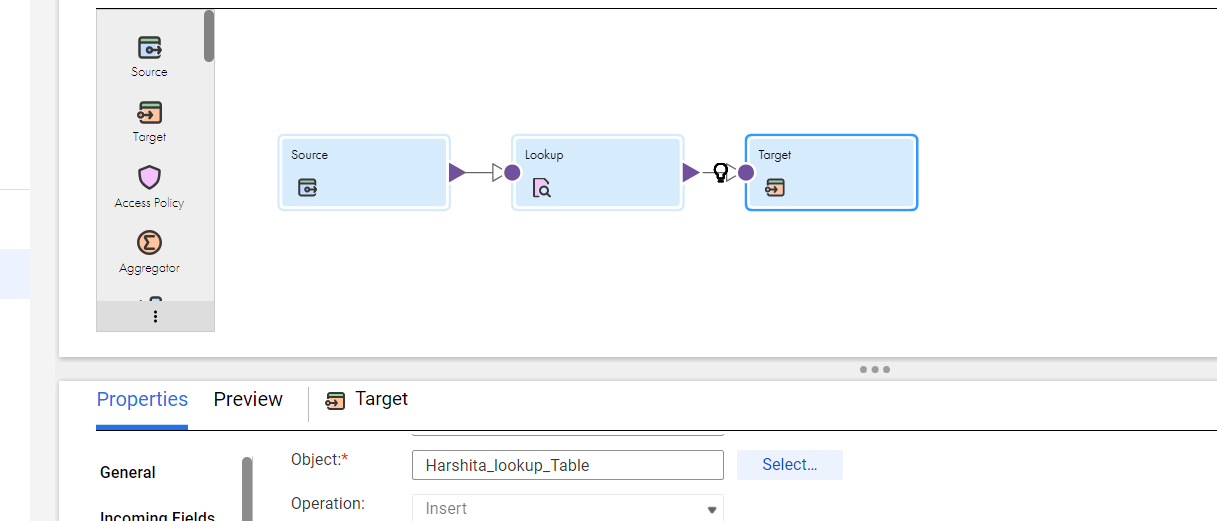 Source
Target
Access Policy
Aggregator
Source
Lookup
Target
Properties
Preview
Target
General
Incoming Fields
Object:*
Harshita_lookup_Table
Select...
Operation:
Insert